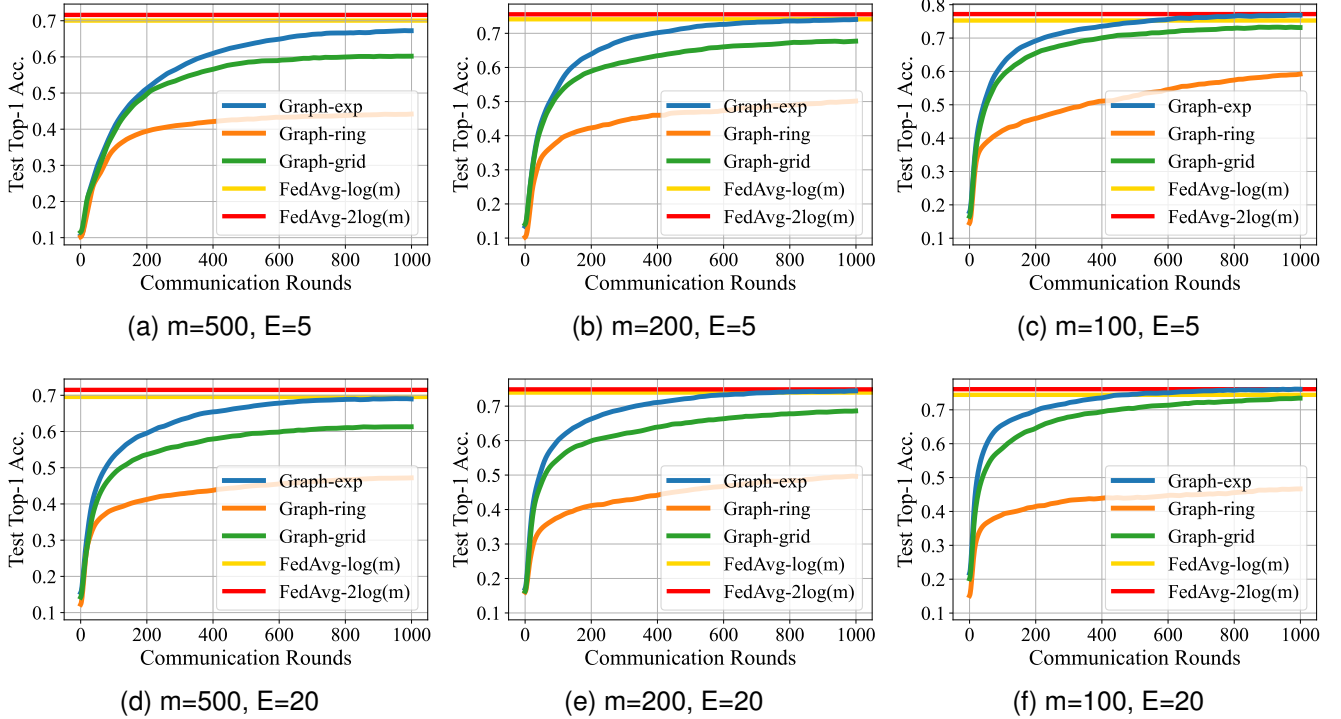 0.7
0.6
0.5
0.4
0.3
0.2
0.1
Test Top-1 Acc.
Graph-exp
Graph-ring
Graph-grid
FedAvg-log(m)
FedAvg-2log(m)
0 200 400 600 800 1000
Communication Rounds
(a) m=500, E=5
0.7
0.6
0.5
0.4
0.3
0.2
0.1
Test Top-1 Acc.
Graph-exp
Graph-ring
Graph-grid
FedAvg-log(m)
FedAvg-2log(m)
0 200 400 600 800 1000
Communication Rounds
(b) m=200, E=5
0.8
0.7
0.6
0.5
0.4
0.3
0.2
0.1
Test Top-1 Acc.
Graph-exp
Graph-ring
Graph-grid
FedAvg-log(m)
FedAvg-2log(m)
0 200 400 600 800 1000
Communication Rounds
(c) m=100, E=5
0.7
0.6
0.5
0.4
0.3
0.2
0.1
Test Top-1 Acc.
Graph-exp
Graph-ring
Graph-grid
FedAvg-log(m)
FedAvg-2log(m)
0 200 400 600 800 1000
Communication Rounds
(d) m=500, E=20
0.7
0.6
0.5
0.4
0.3
0.2
0.1
Test Top-1 Acc.
Graph-exp
Graph-ring
Graph-grid
FedAvg-log(m)
FedAvg-2log(m)
0 200 400 600 800 1000
Communication Rounds
(e) m=200, E=20
0.7
0.6
0.5
0.4
0.3
0.2
0.1
Test Top-1 Acc.
Graph-exp
Graph-ring
Graph-grid
FedAvg-log(m)
FedAvg-2log(m)
0 200 400 600 800 1000
Communication Rounds
(f) m=100, E=20